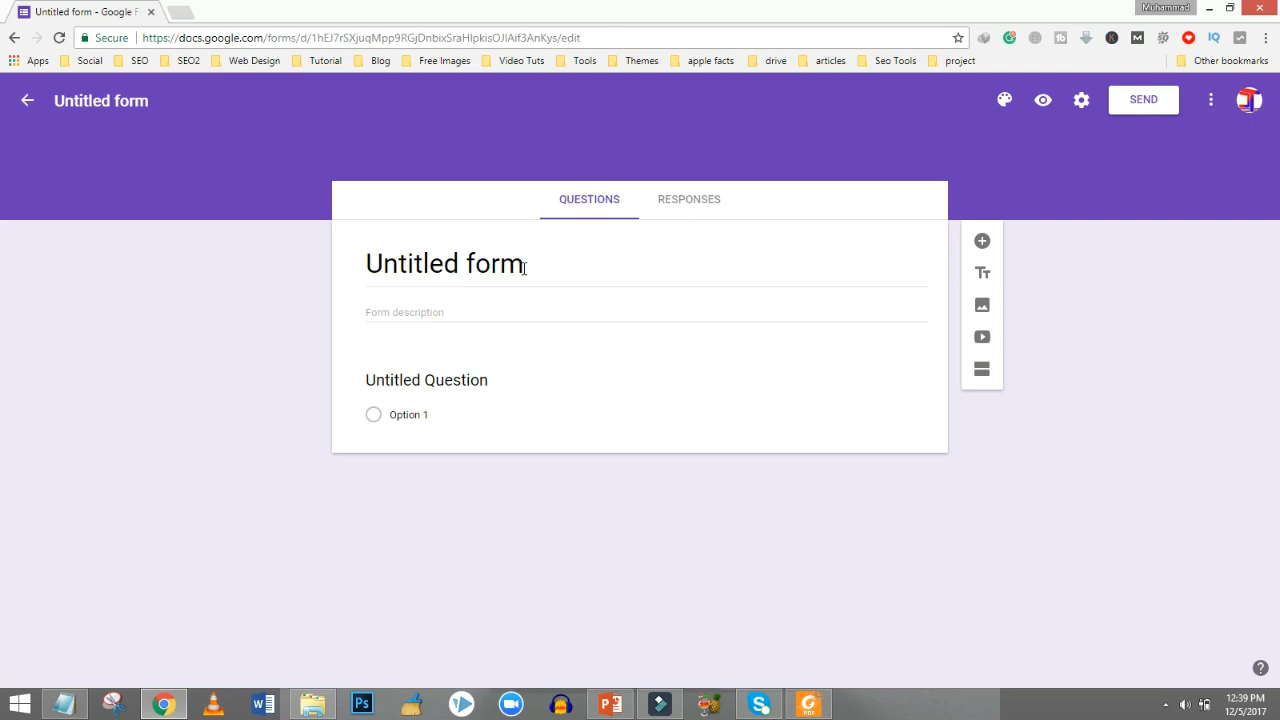 Untitled form - Google F
Muhammad
Secure
https://docs.google.com/forms/d/1hEJ7rSXjuqMpp9RGjDnbixSraHIpkisOJIAif3AnKys/edit
Apps Social SEO SEO2 Web Design Tutorial Blog Free Images Video Tuts Tools Themes apple facts drive articles Seo Tools project Other bookmarks
Untitled form
SEND
QUESTIONS RESPONSES
Untitled form
Form description
Untitled Question
Option 1
12:39 PM
12/5/2017